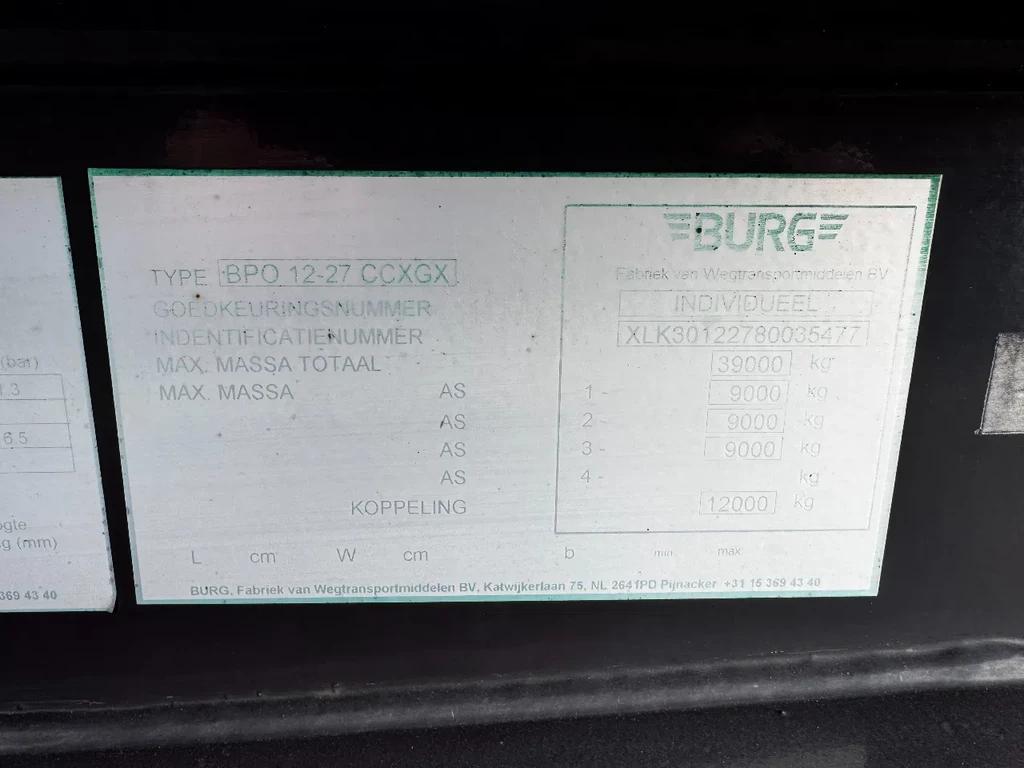 BURG
Fabriek van Wegtransportmiddelen BV
TYPE BPO 12-27 CCXGX
GOEDKEURINGSNUMMER INDIVIDUEEL
INDENTIFICATIENUMMER XLK30122780035477
MAX. MASSA TOTAAL 39000 kg
MAX. MASSA AS 1 - 9000 kg
AS 2 - 9000 kg
AS 3 - 9000 kg
AS 4 - kg
KOPPELING 12000 kg
L cm W cm b min max
BURG, Fabriek van Wegtransportmiddelen BV, Katwijkerlaan 75, NL 2641PD Pijnacker +31 15 369 43 40
(bar)
6.5
(mm)
369 43 40